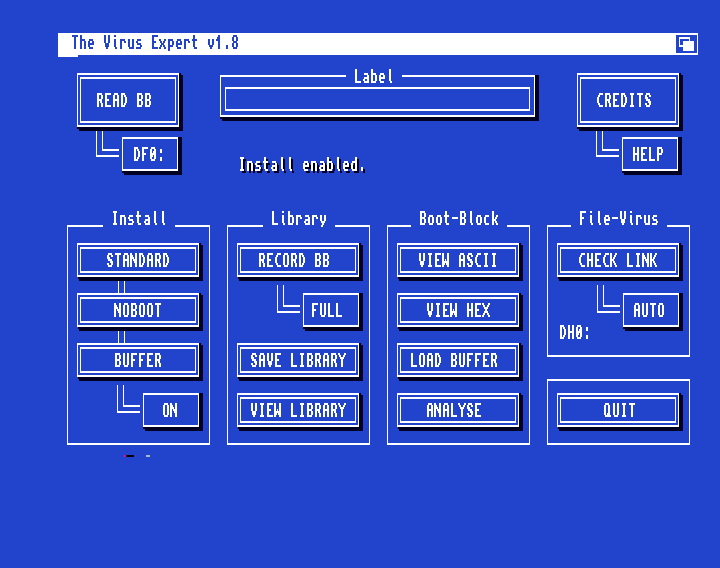 The Virus Expert v1.8
Label
READ BB
CREDITS
DF0:
HELP
Install enabled.
Install
Library
Boot-Block
File-Virus
STANDARD
RECORD BB
VIEW ASCII
CHECK LINK
NOBOOT
FULL
VIEW HEX
AUTO
DH0:
BUFFER
SAVE LIBRARY
LOAD BUFFER
ON
VIEW LIBRARY
ANALYSE
QUIT